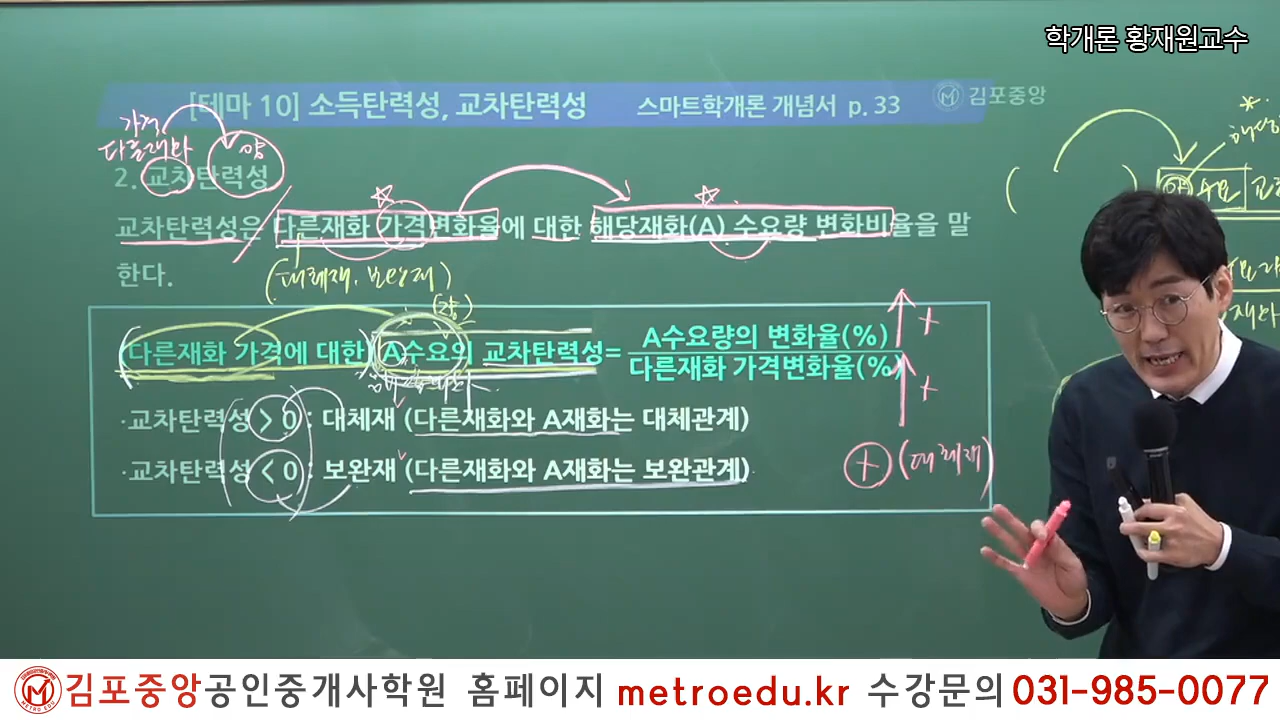 학개론 황재원교수
[테마 10] 소득탄력성, 교차탄력성 스마트학개론 개념서 p. 33 김포중앙
가격
다른재화
양
2. 교차탄력성
교차탄력성은 다른재화 가격변화율에 대한 해당재화(A) 수요량 변화비율을 말
한다.
(대체재, 보완재)
(량)
다른재화 가격에 대한 A수요의 교차탄력성= A수요량의 변화율(%)
다른재화 가격변화율(%)
+
+
·교차탄력성 > 0 : 대체재 (다른재화와 A재화는 대체관계)
·교차탄력성 < 0 : 보완재 (다른재화와 A재화는 보완관계)
+ (대체재)
김포중앙공인중개사학원 홈페이지 metroedu.kr 수강문의 031-985-0077